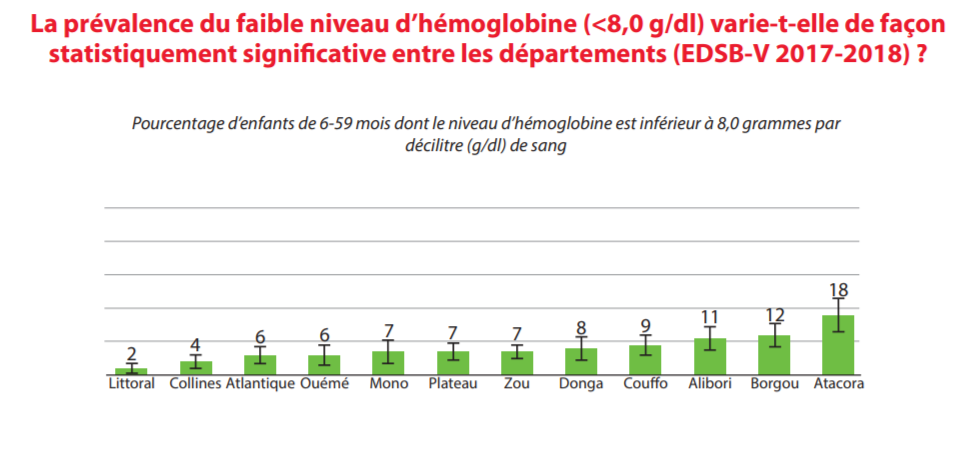 La prévalence du faible niveau d’hémoglobine (<8,0 g/dl) varie-t-elle de façon
statistiquement significative entre les départements (EDSB-V 2017-2018) ?
Pourcentage d’enfants de 6-59 mois dont le niveau d’hémoglobine est inférieur à 8,0 grammes par
décilitre (g/dl) de sang
2 4 6 6 7 7 7 8 9 11 12 18
Littoral Collines Atlantique Ouémé Mono Plateau Zou Donga Couffo Alibori Borgou Atacora